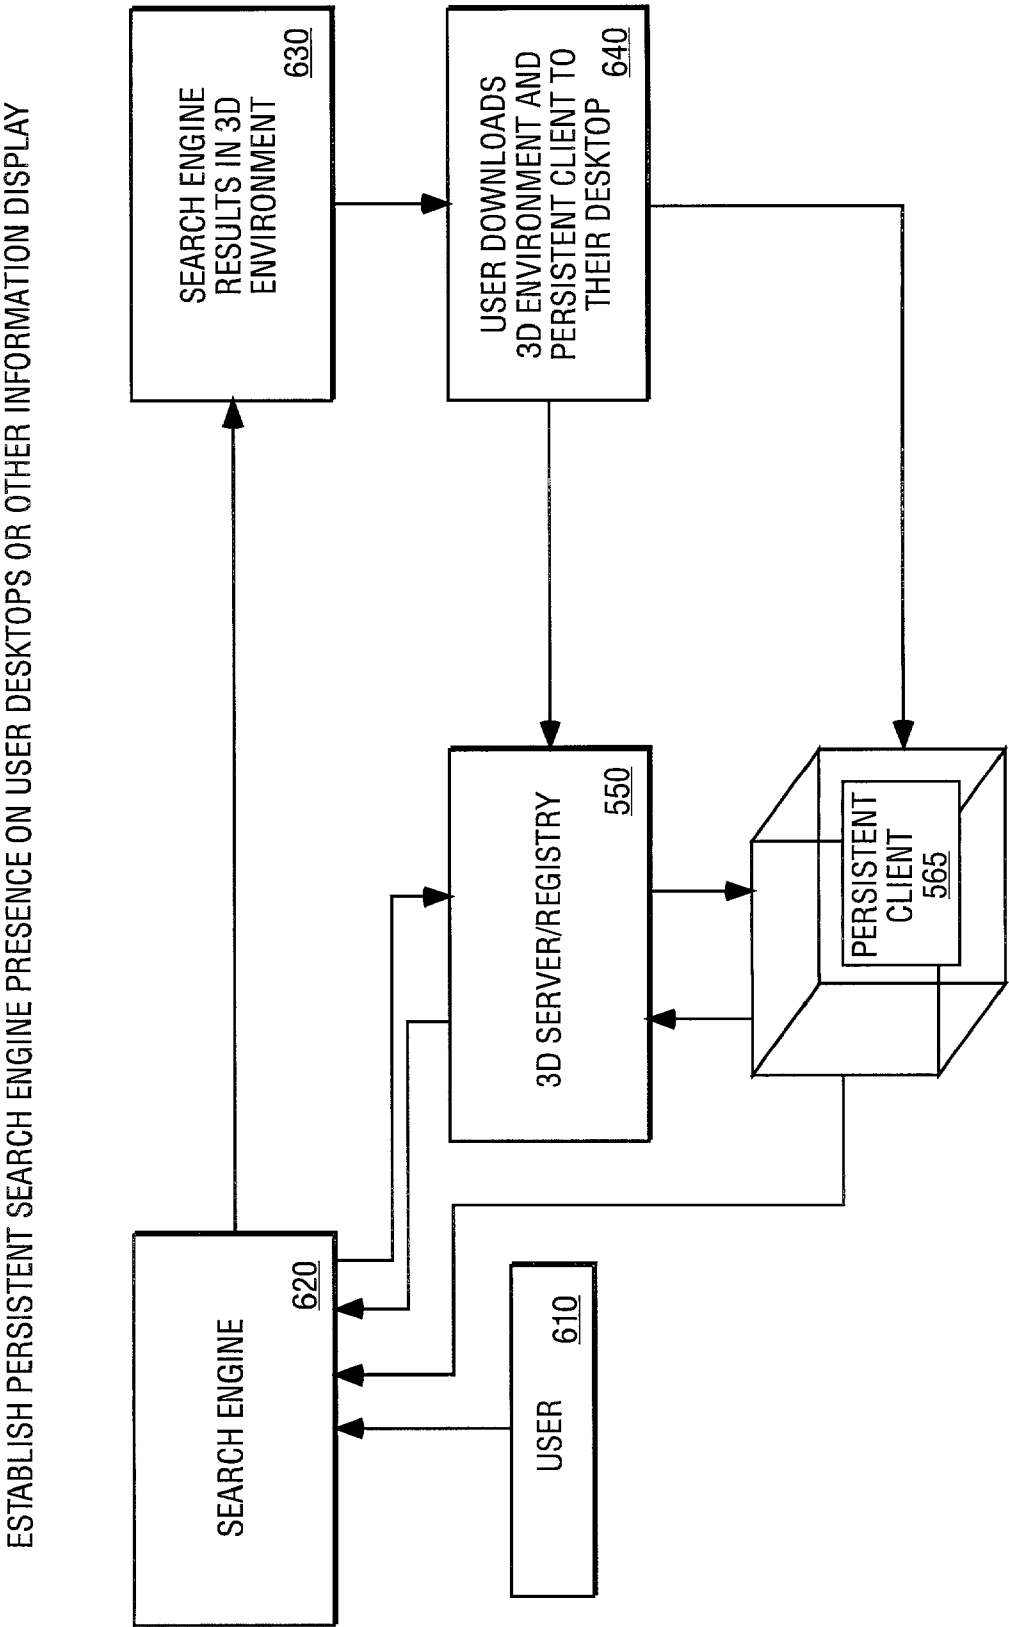 ESTABLISH PERSISTENT SEARCH ENGINE PRESENCE ON USER DESKTOPS OR OTHER INFORMATION DISPLAY
SEARCH ENGINE
620
SEARCH ENGINE
RESULTS IN 3D
ENVIRONMENT
630
USER
610
3D SERVER/REGISTRY
550
USER DOWNLOADS
3D ENVIRONMENT AND
PERSISTENT CLIENT TO
THEIR DESKTOP
640
PERSISTENT
CLIENT
565